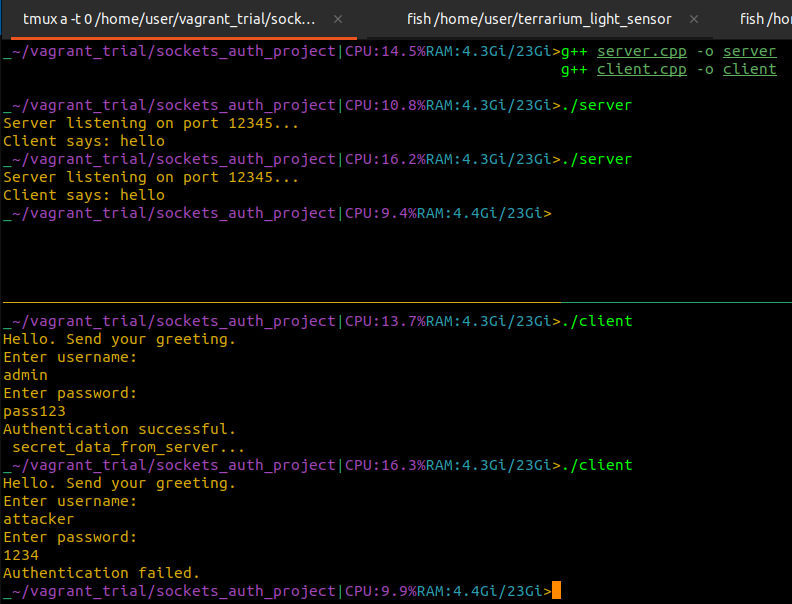 tmux a -t 0 /home/user/vagrant_trial/sock... × fish /home/user/terrarium_light_sensor × fish /ho
_~/vagrant_trial/sockets_auth_project|CPU:14.5%RAM:4.3Gi/23Gi>g++ server.cpp -o server
g++ client.cpp -o client
_~/vagrant_trial/sockets_auth_project|CPU:10.8%RAM:4.3Gi/23Gi>./server
Server listening on port 12345...
Client says: hello
_~/vagrant_trial/sockets_auth_project|CPU:16.2%RAM:4.3Gi/23Gi>./server
Server listening on port 12345...
Client says: hello
_~/vagrant_trial/sockets_auth_project|CPU:9.4%RAM:4.4Gi/23Gi>
_~/vagrant_trial/sockets_auth_project|CPU:13.7%RAM:4.3Gi/23Gi>./client
Hello. Send your greeting.
Enter username:
admin
Enter password:
pass123
Authentication successful.
 secret_data_from_server...
_~/vagrant_trial/sockets_auth_project|CPU:16.3%RAM:4.3Gi/23Gi>./client
Hello. Send your greeting.
Enter username:
attacker
Enter password:
1234
Authentication failed.
_~/vagrant_trial/sockets_auth_project|CPU:9.9%RAM:4.4Gi/23Gi>